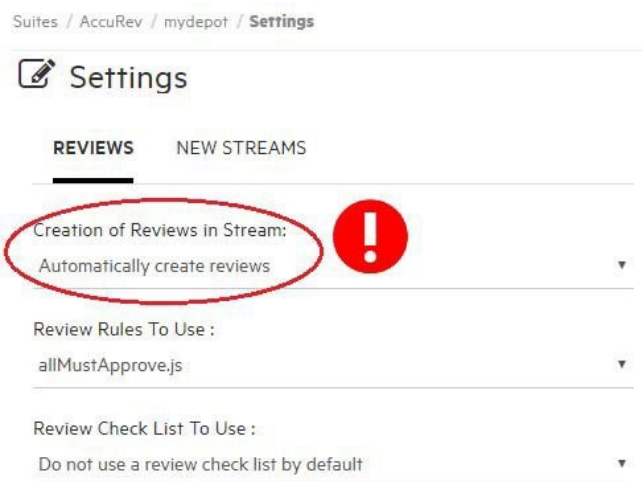 Suites / AccuRev / mydepot / Settings
Settings
REVIEWS NEW STREAMS
Creation of Reviews in Stream:
Automatically create reviews
Review Rules To Use :
allMustApprove.js
Review Check List To Use :
Do not use a review check list by default